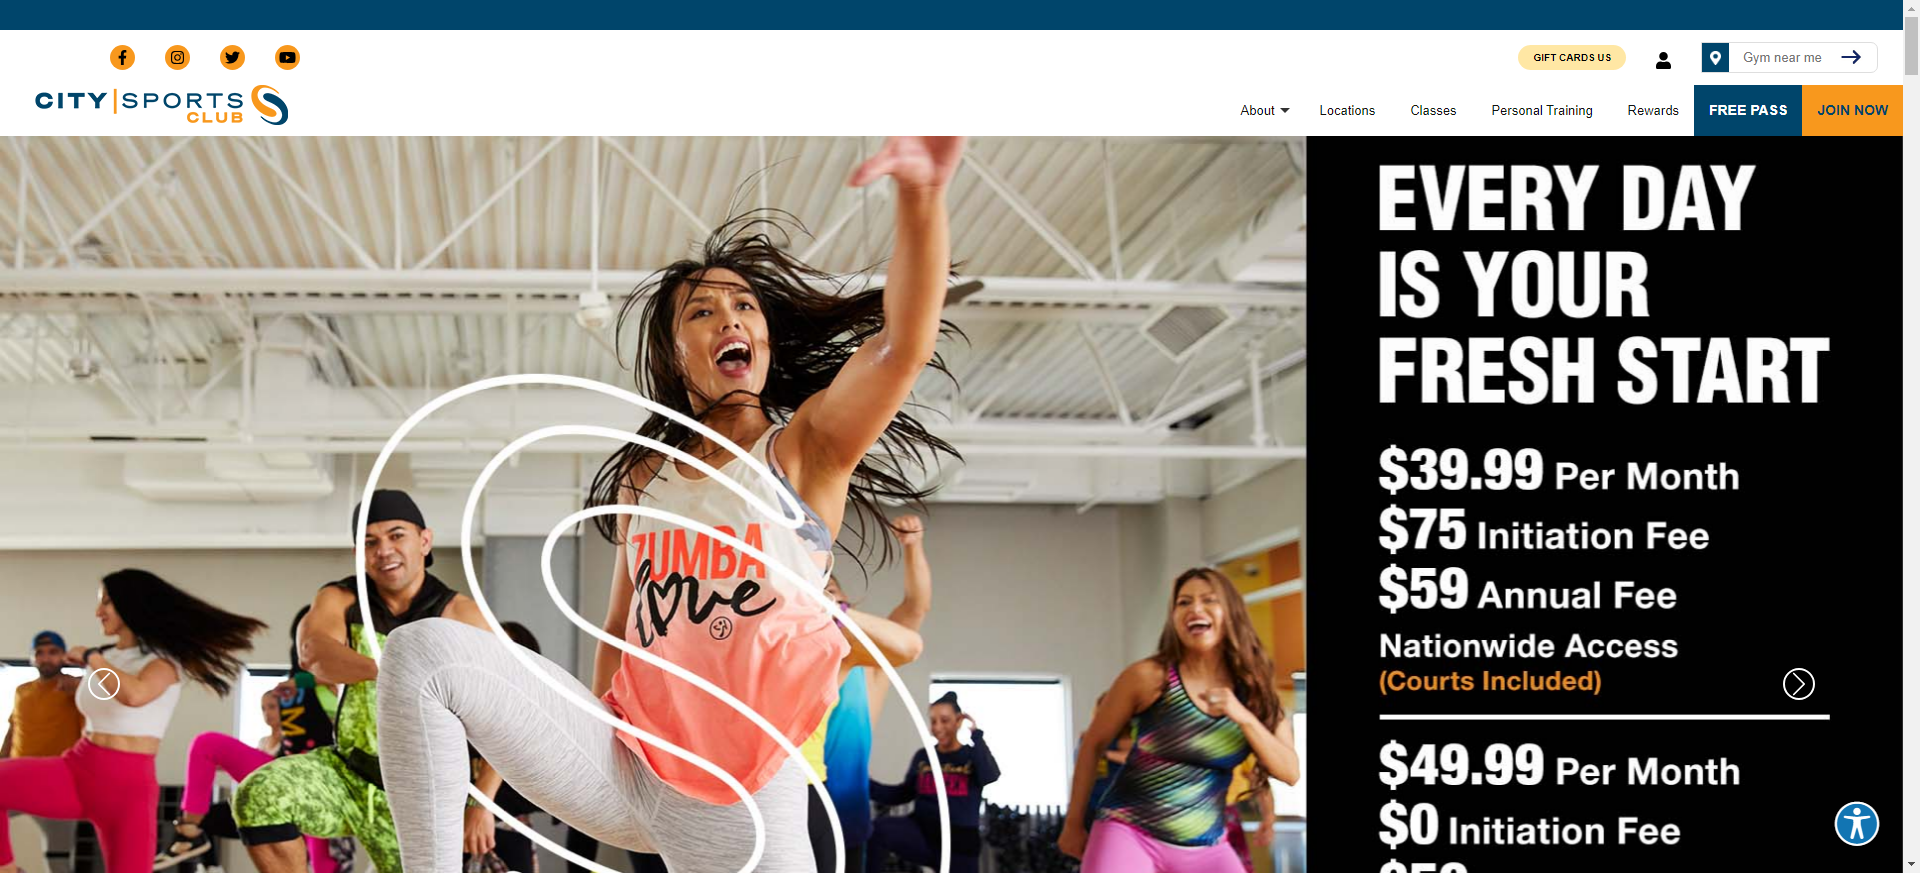 GIFT CARDS US
Gym near me
CITY SPORTS
CLUB
About
Locations
Classes
Personal Training
Rewards
FREE PASS
JOIN NOW
EVERY DAY
IS YOUR
FRESH START
$39.99 Per Month
$75 Initiation Fee
$59 Annual Fee
Nationwide Access
(Courts Included)
$49.99 Per Month
$0 Initiation Fee
ZUMBA
love